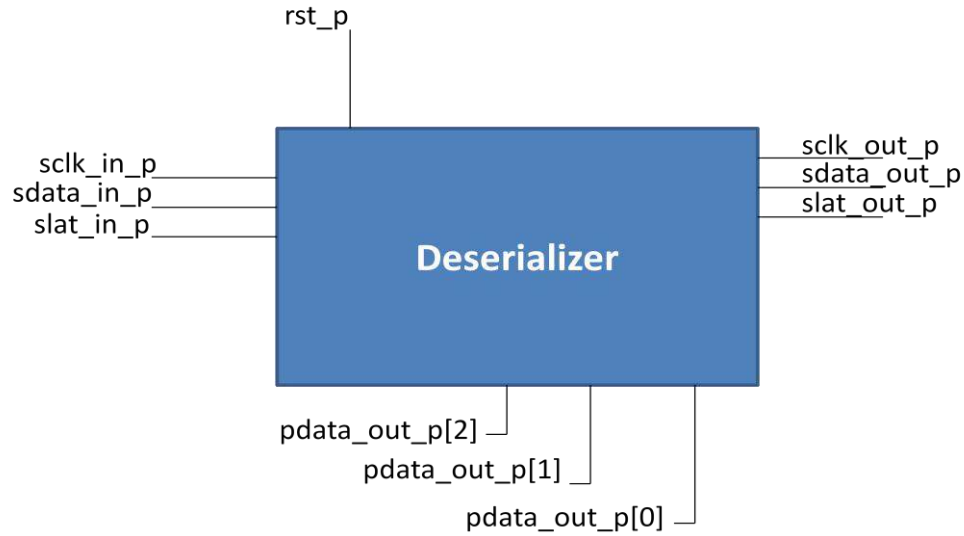 rst_p
sclk_in_p
sdata_in_p
slat_in_p
sclk_out_p
sdata_out_p
slat_out_p
Deserializer
pdata_out_p[2]
pdata_out_p[1]
pdata_out_p[0]